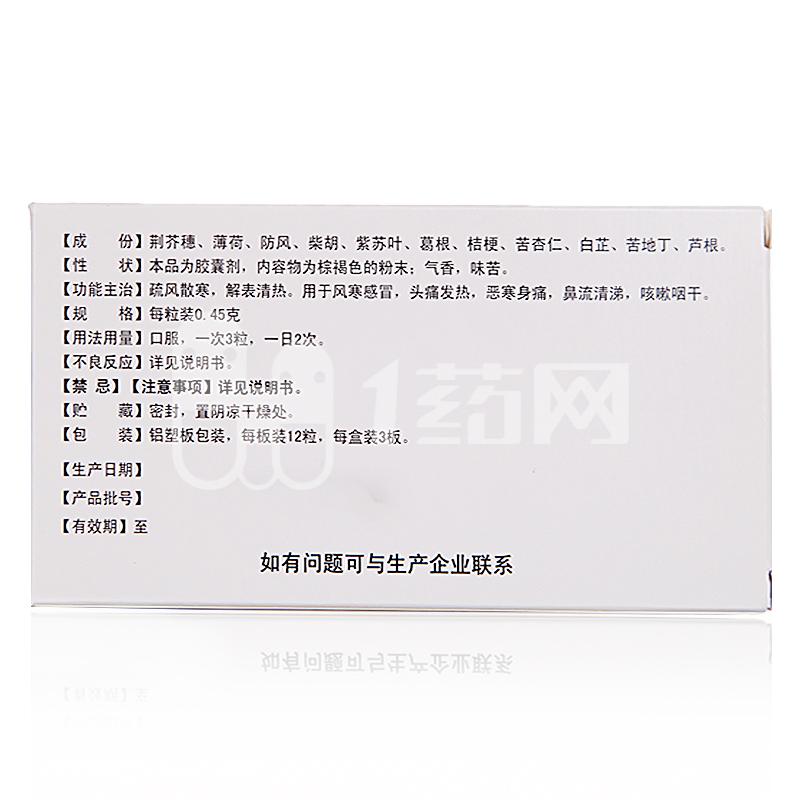 【成　　份】荆芥穗、薄荷、防风、柴胡、紫苏叶、葛根、桔梗、苦杏仁、白芷、苦地丁、芦根。
【性　　状】本品为胶囊剂，内容物为棕褐色的粉末；气香，味苦。
【功能主治】疏风散寒，解表清热。用于风寒感冒，头痛发热，恶寒身痛，鼻流清涕，咳嗽咽干。
【规　　格】每粒装0.45克
【用法用量】口服，一次3粒，一日2次。
【不良反应】详见说明书。
【禁 忌】【注意事项】详见说明书。
【贮　　藏】密封，置阴凉干燥处。
【包　　装】铝塑板包装，每板装12粒，每盒装3板。
1药网
【生产日期】
【产品批号】
【有效期】至
如有问题可与生产企业联系